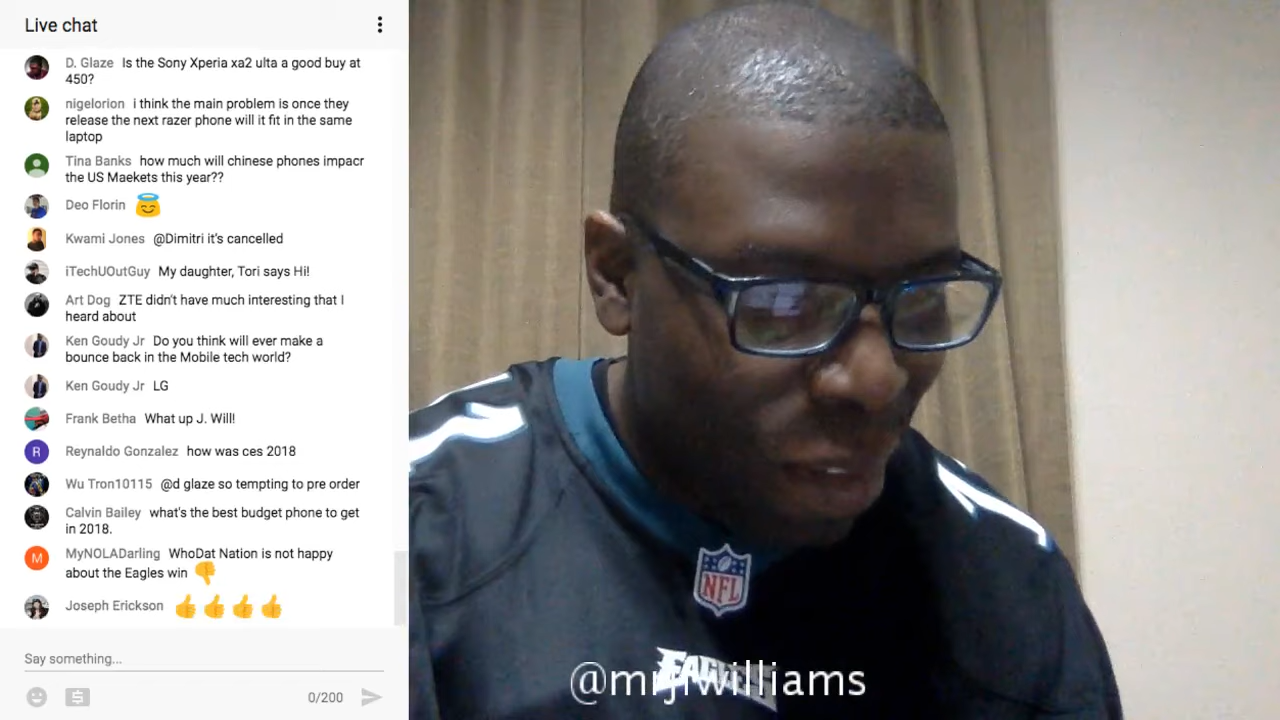 Live chat
D. Glaze Is the Sony Xperia xa2 ulta a good buy at
450?
nigelorion i think the main problem is once they
release the next razer phone will it fit in the same
laptop
Tina Banks how much will chinese phones impacr
the US Maekets this year??
Deo Florin 😇
Kwami Jones @Dimitri it's cancelled
iTechUOutGuy My daughter, Tori says Hi!
Art Dog ZTE didn't have much interesting that I
heard about
Ken Goudy Jr Do you think will ever make a
bounce back in the Mobile tech world?
Ken Goudy Jr LG
Frank Betha What up J. Will!
R Reynaldo Gonzalez how was ces 2018
Wu Tron10115 @d glaze so tempting to pre order
Calvin Bailey what's the best budget phone to get
in 2018.
M MyNOLADarling WhoDat Nation is not happy
about the Eagles win 👎
Joseph Erickson 👍👍👍👍
Say something...
0/200
NFL
EAGLES
@mrjrwilliams